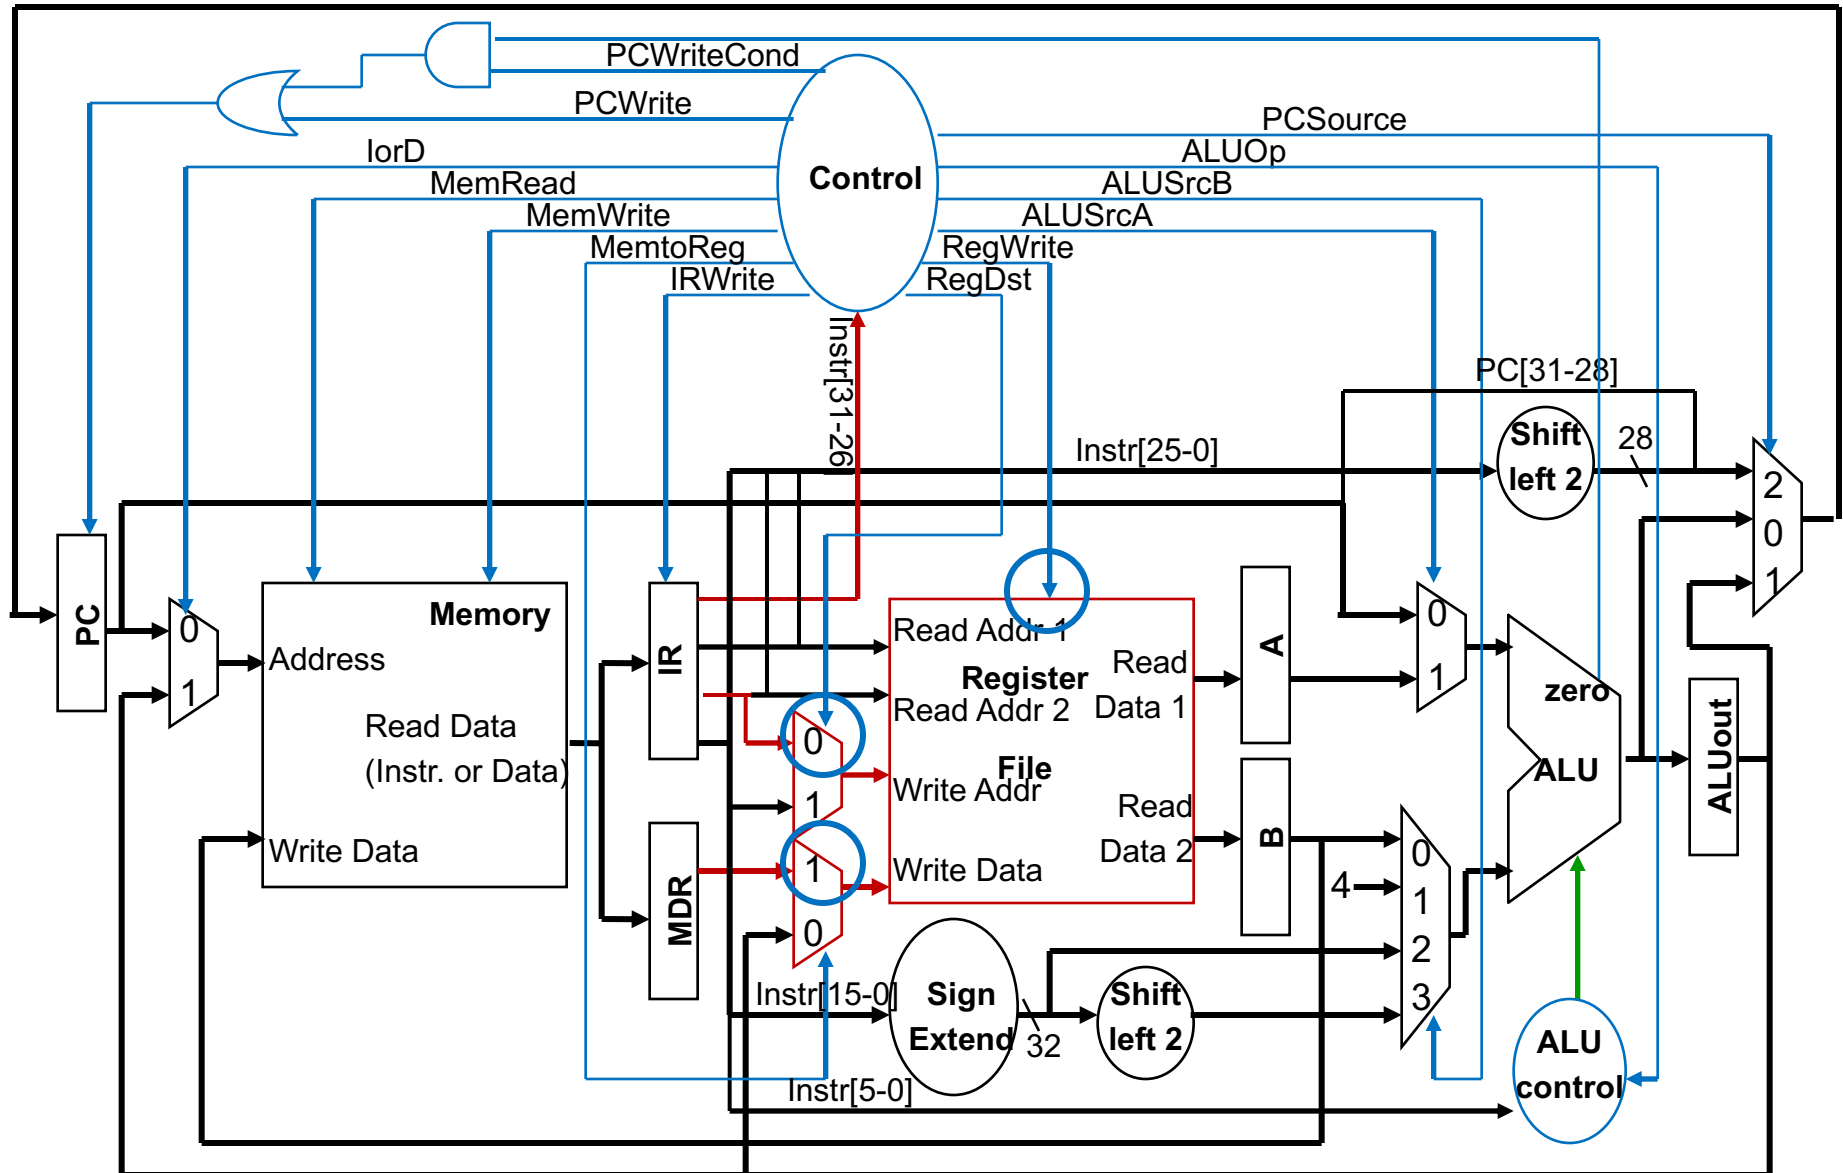 PCWriteCond
PCWrite
PCSource
IorD
ALUOp
Control
MemRead
ALUSrcB
MemWrite
ALUSrcA
MemtoReg
RegWrite
IRWrite
RegDst
Instr[31-26]
PC[31-28]
Instr[25-0]
Shift
left 2
28
2
0
1
PC
0
1
Memory
Address
Read Data
(Instr. or Data)
Write Data
IR
MDR
0
1
1
0
Read Addr 1
Register
Read Addr 2
File
Write Addr
Write Data
Read
Data 1
Read
Data 2
A
B
0
1
4
0
1
2
3
zero
ALU
ALUout
Instr[15-0]
Sign
Extend
32
Shift
left 2
Instr[5-0]
ALU
control